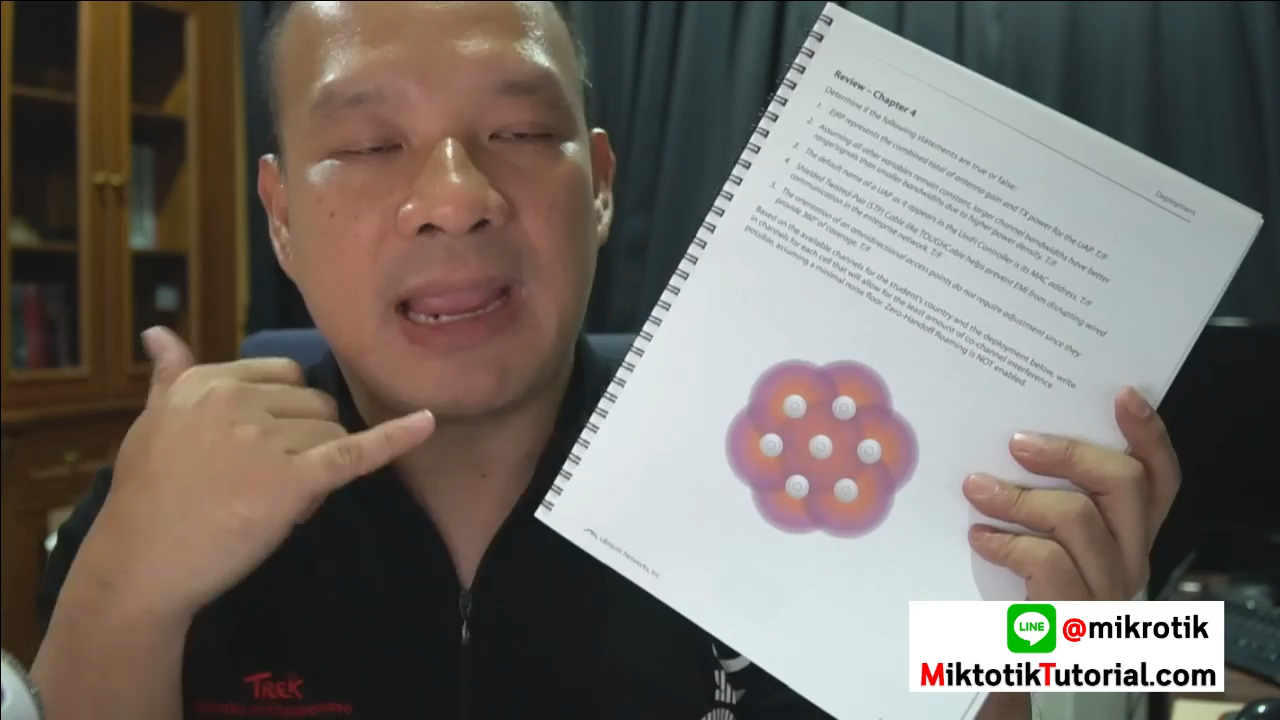 Deployment
Review – Chapter 4
Determine if the following statements are true or false:
1. EIRP represents the combined total of antenna gain and TX power for the UAP. T/F
2. Assuming all other variables remain constant, larger channel bandwidths have better
range/signals than smaller bandwidths due to higher power density. T/F
3. The default name of a UAP as it appears in the UniFi Controller is its MAC address. T/F
4. Shielded Twisted-Pair (STP) Cable like TOUGHCable helps prevent EMI from disrupting wired
communication in the enterprise network. T/F
5. The orientation of an omnidirectional access points do not require adjustment since they
provide 360° of coverage. T/F
Based on the available channels for the student's country and the deployment below, write
in channels for each cell that will allow for the least amount of co-channel interference
possible, assuming a minimal noise floor. Zero-Handoff Roaming is NOT enabled.
Ubiquiti Networks, Inc.
TREK
LINE @mikrotik
MiktotikTutorial.com